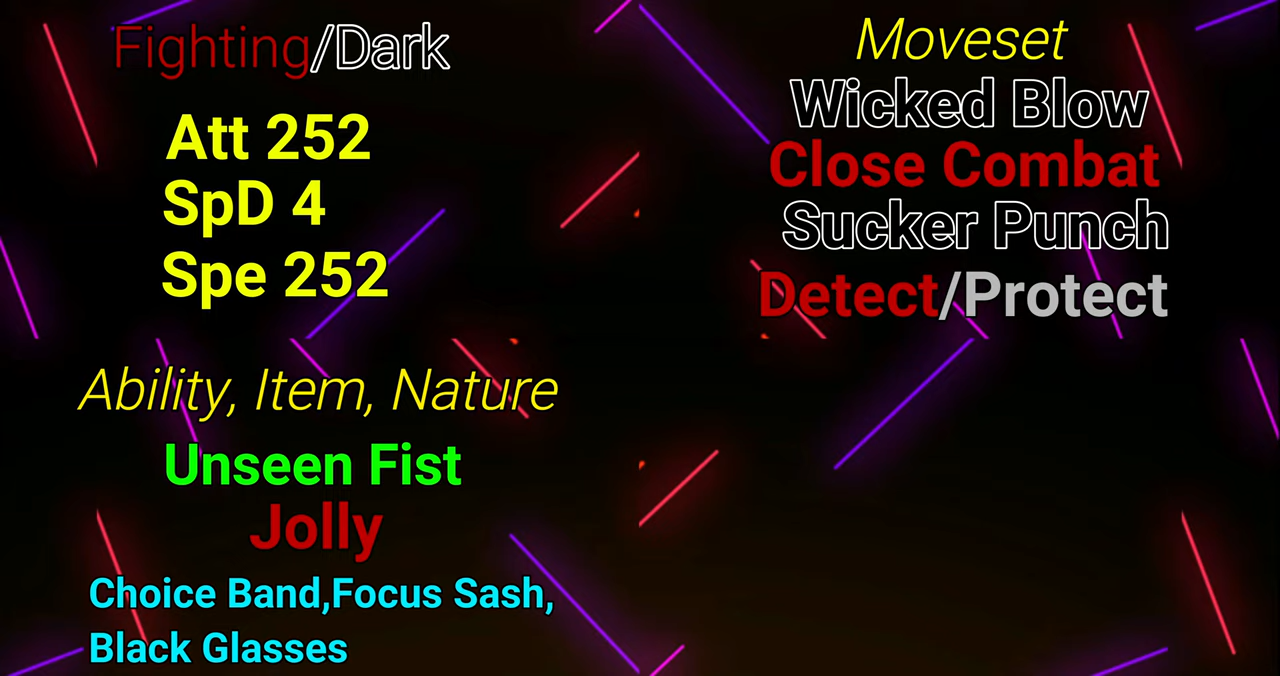 Fighting/Dark
Att 252
SpD 4
Spe 252
Ability, Item, Nature
Unseen Fist
Jolly
Choice Band,Focus Sash,
Black Glasses
Moveset
Wicked Blow
Close Combat
Sucker Punch
Detect/Protect